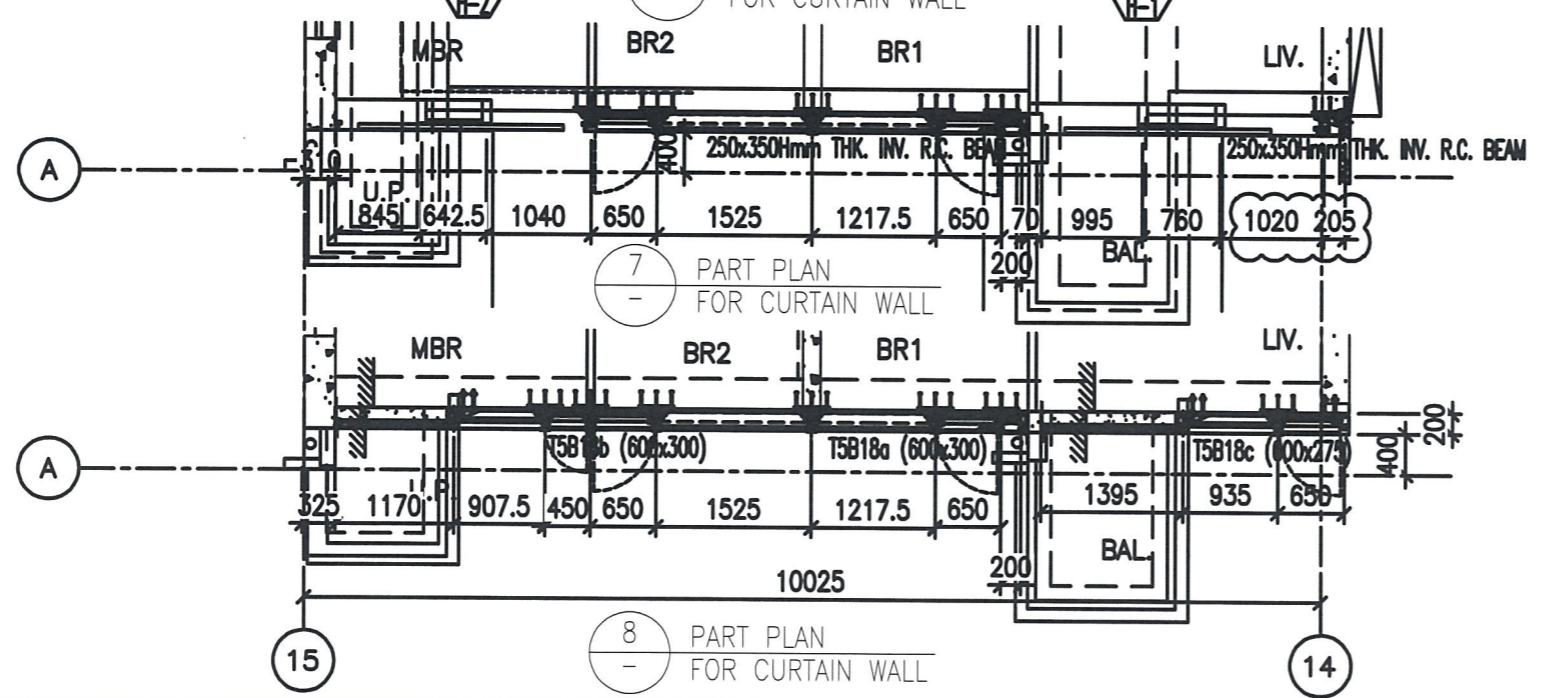 FOR CURTAIN WALL
MBR
BR2
BR1
LIV.
A
400
250x350Hmm THK. INV. R.C. BEAM
250x350Hmm THK. INV. R.C. BEAM
U.P.
845 642.5 1040 650 1525 1217.5 650 70 995 760 1020 205
200
BAL.
7
PART PLAN
-
FOR CURTAIN WALL
MBR
BR2
BR1
LIV.
200
400
A
T5B18b (600x300)
T5B18a (600x300)
T5B18c (600x275)
325 1170 907.5 450 650 1525 1217.5 650 1395 935 650
200
BAL.
10025
15
8
PART PLAN
-
FOR CURTAIN WALL
14